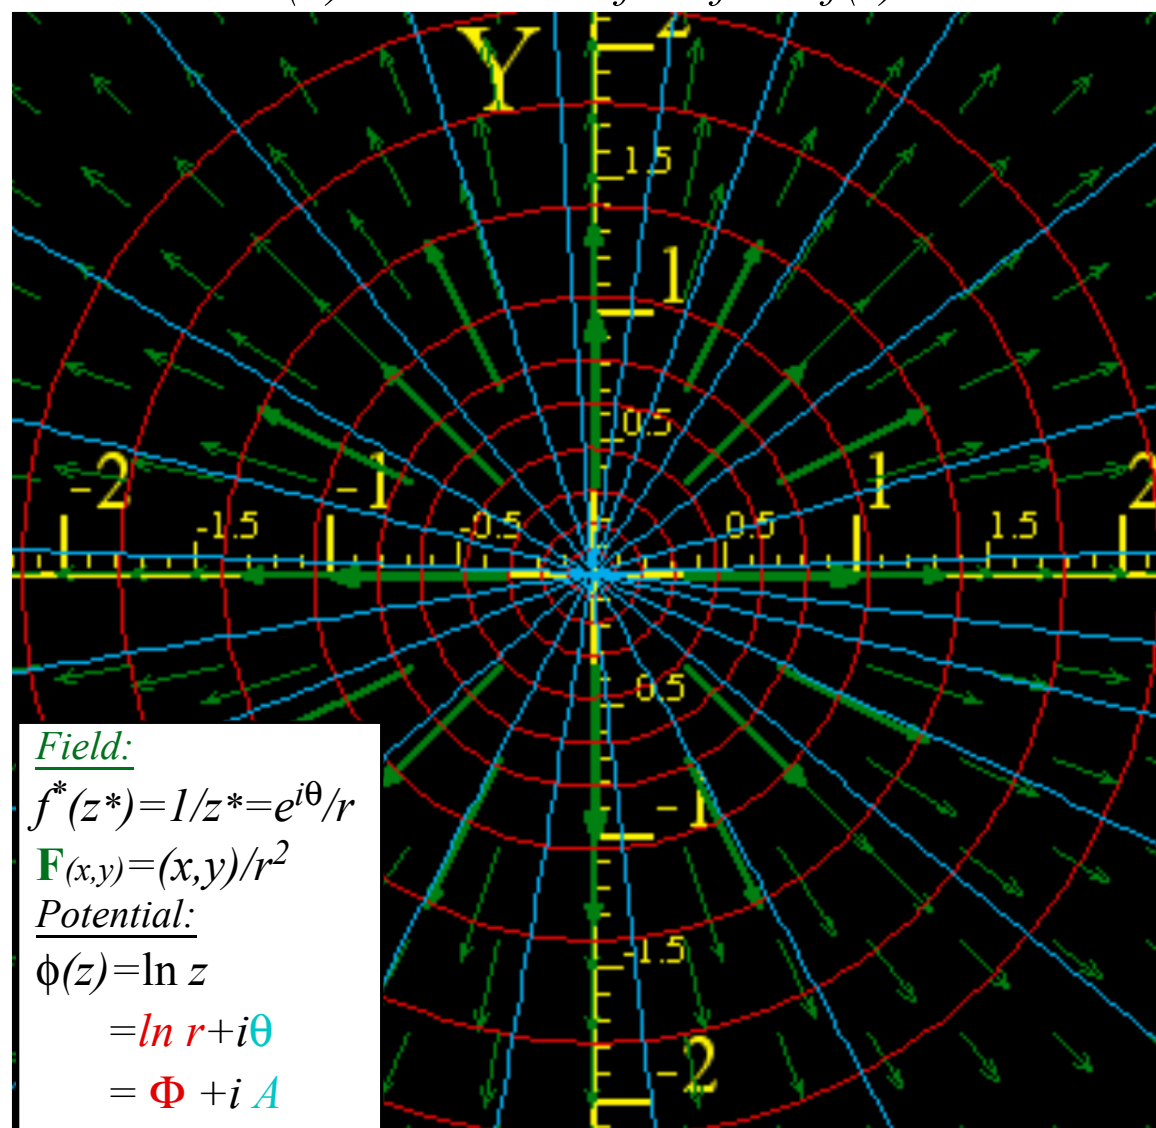 Y
2
1.5
1
0.5
-2 -1.5 -1 -0.5 0.5 1 1.5 2
0.5
-1
-1.5
-2
Field:
f*(z*)=1/z*=e^{iθ}/r
F(x,y)=(x,y)/r²
Potential:
ϕ(z)=ln z
=ln r+iθ
= Φ +i A